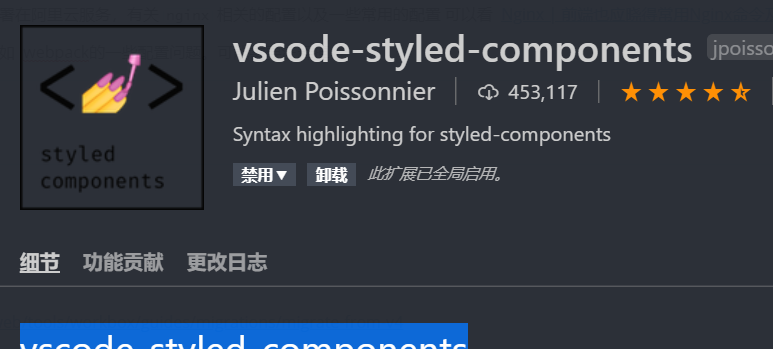 vscode-styled-components jpoisso
Julien Poissonnier 453,117
Syntax highlighting for styled-components
禁用 卸载 此扩展已全局启用。
< >
styled
components
细节 功能贡献 更改日志
vscode-styled-components